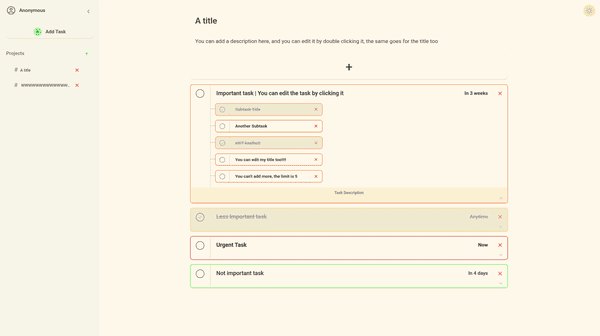 Anonymous
Add Task
Projects
# A title
# wwwwwwwwwwwww...
A title
You can add a description here, and you can edit it by double clicking it, the same goes for the title too
Important task | You can edit the task by clicking it
In 3 weeks
Subtask Title
Another Subtask
You can edit my title too!!!
You can't add more, the limit is 5
Task Description
Less important task
Anytime
Urgent Task
Now
Not important task
In 4 days